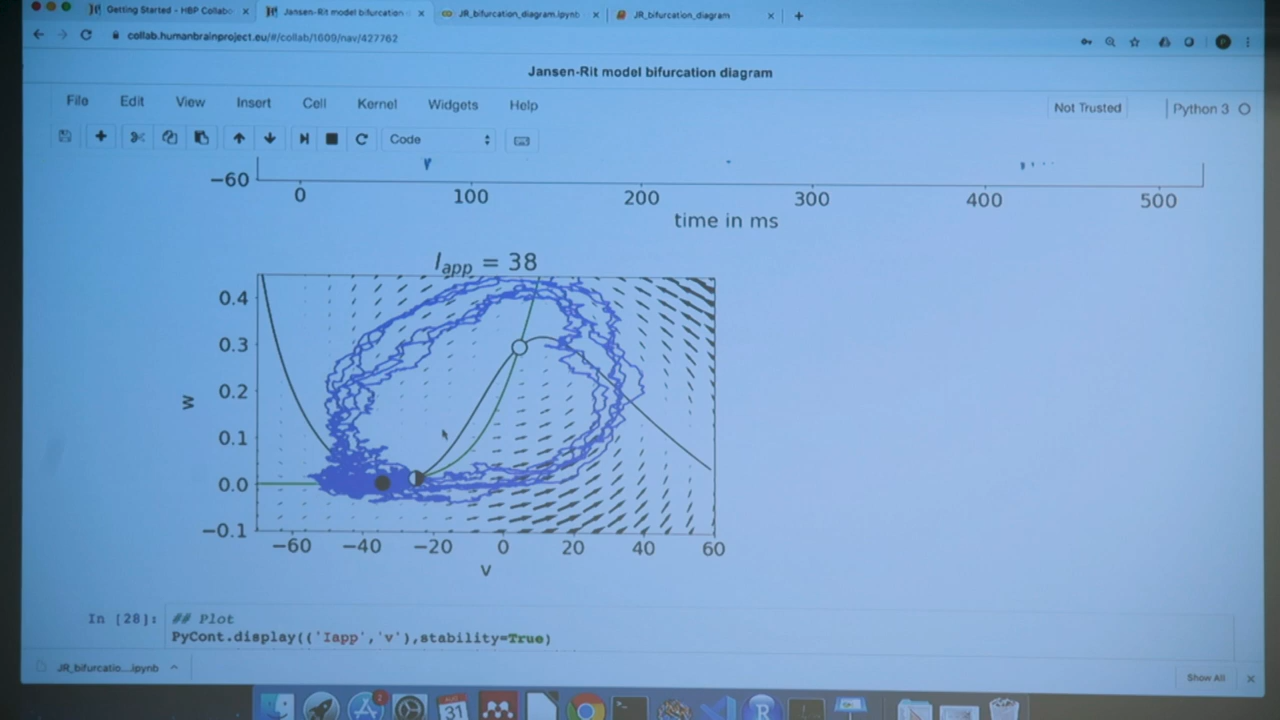 Getting Started - HBP Collabo
Jansen-Rit model bifurcation
JR_bifurcation_diagram.ipynb
JR_bifurcation_diagram
collab.humanbrainproject.eu/#/collab/1609/nav/427762
Jansen-Rit model bifurcation diagram
File Edit View Insert Cell Kernel Widgets Help
Not Trusted
Python 3
Code
−60
0 100 200 300 400 500
time in ms
Iapp = 38
0.4
0.3
0.2
0.1
0.0
−0.1
w
−60 −40 −20 0 20 40 60
v
In [28]: ## Plot
PyCont.display(('Iapp','v'),stability=True)
JR_bifurcatio...ipynb
Show All
2
31
R